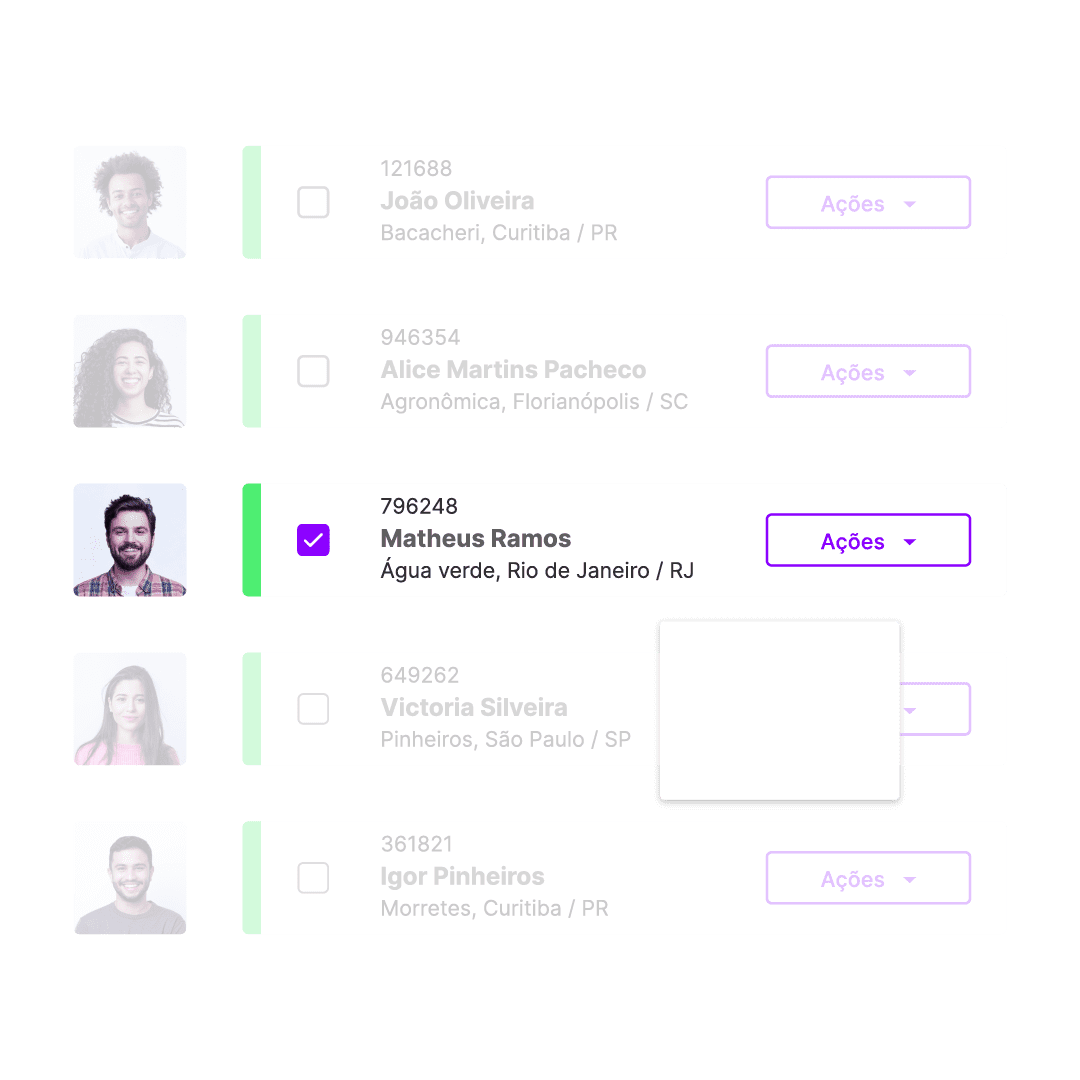 121688
João Oliveira
Bacacheri, Curitiba / PR
Ações
946354
Alice Martins Pacheco
Agronômica, Florianópolis / SC
Ações
796248
Matheus Ramos
Água verde, Rio de Janeiro / RJ
Ações
649262
Victoria Silveira
Pinheiros, São Paulo / SP
361821
Igor Pinheiros
Morretes, Curitiba / PR
Ações